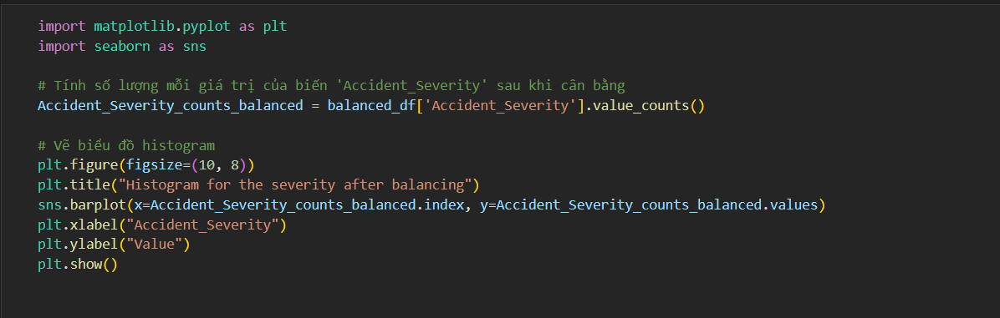 import matplotlib.pyplot as plt
import seaborn as sns
# Tính số lượng mỗi giá trị của biến 'Accident_Severity' sau khi cân bằng
Accident_Severity_counts_balanced = balanced_df['Accident_Severity'].value_counts()
# Vẽ biểu đồ histogram
plt.figure(figsize=(10, 8))
plt.title("Histogram for the severity after balancing")
sns.barplot(x=Accident_Severity_counts_balanced.index, y=Accident_Severity_counts_balanced.values)
plt.xlabel("Accident_Severity")
plt.ylabel("Value")
plt.show()